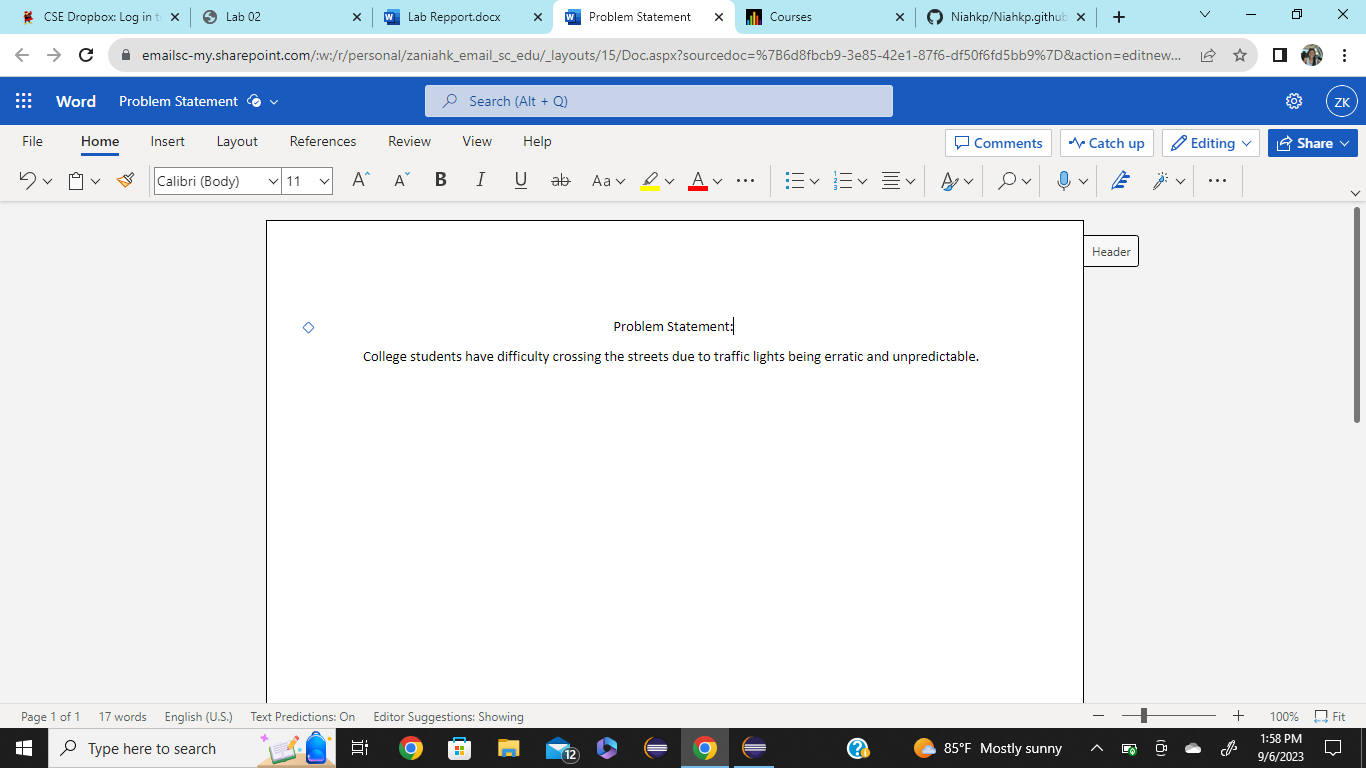 CSE Dropbox: Log in t
Lab 02
Lab Repport.docx
Problem Statement
Courses
Niahkp/Niahkp.github
emailsc-my.sharepoint.com/:w:/r/personal/zaniahk_email_sc_edu/_layouts/15/Doc.aspx?sourcedoc=%7B6d8fbcb9-3e85-42e1-87f6-df50f6fd5bb9%7D&action=editnew...
Word Problem Statement
Search (Alt + Q)
ZK
File Home Insert Layout References Review View Help
Comments Catch up Editing Share
Calibri (Body) 11 A A B I U ab Aa A
Header
Problem Statement:
College students have difficulty crossing the streets due to traffic lights being erratic and unpredictable.
Page 1 of 1 17 words English (U.S.) Text Predictions: On Editor Suggestions: Showing
100% Fit
Type here to search
12
85°F Mostly sunny
1:58 PM
9/6/2023